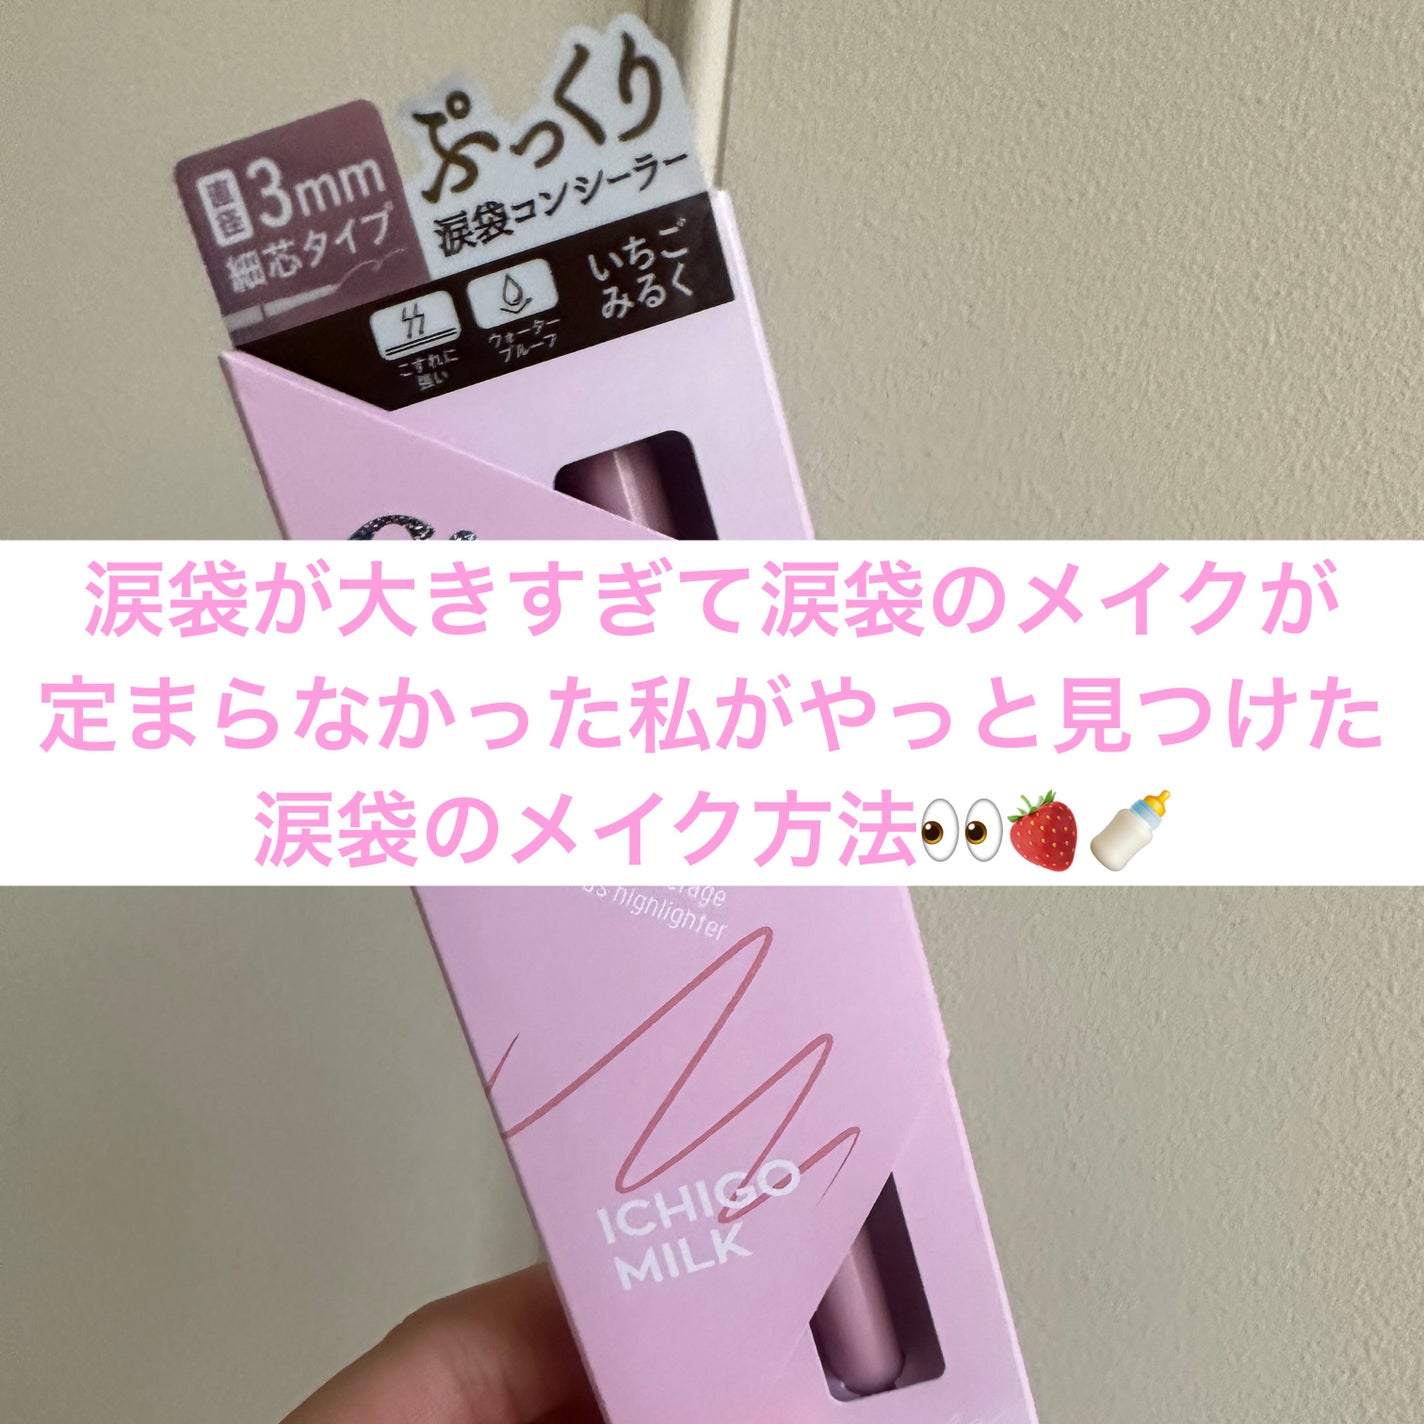 ぷっくり
涙袋コンシーラー
直径3mm
細芯タイプ
いちご
みるく
こすれに
強い
ウォーター
プルーフ
涙袋が大きすぎて涙袋のメイクが
定まらなかった私がやっと見つけた
涙袋のメイク方法👀🍓🍼
highlighter
ICHIGO
MILK